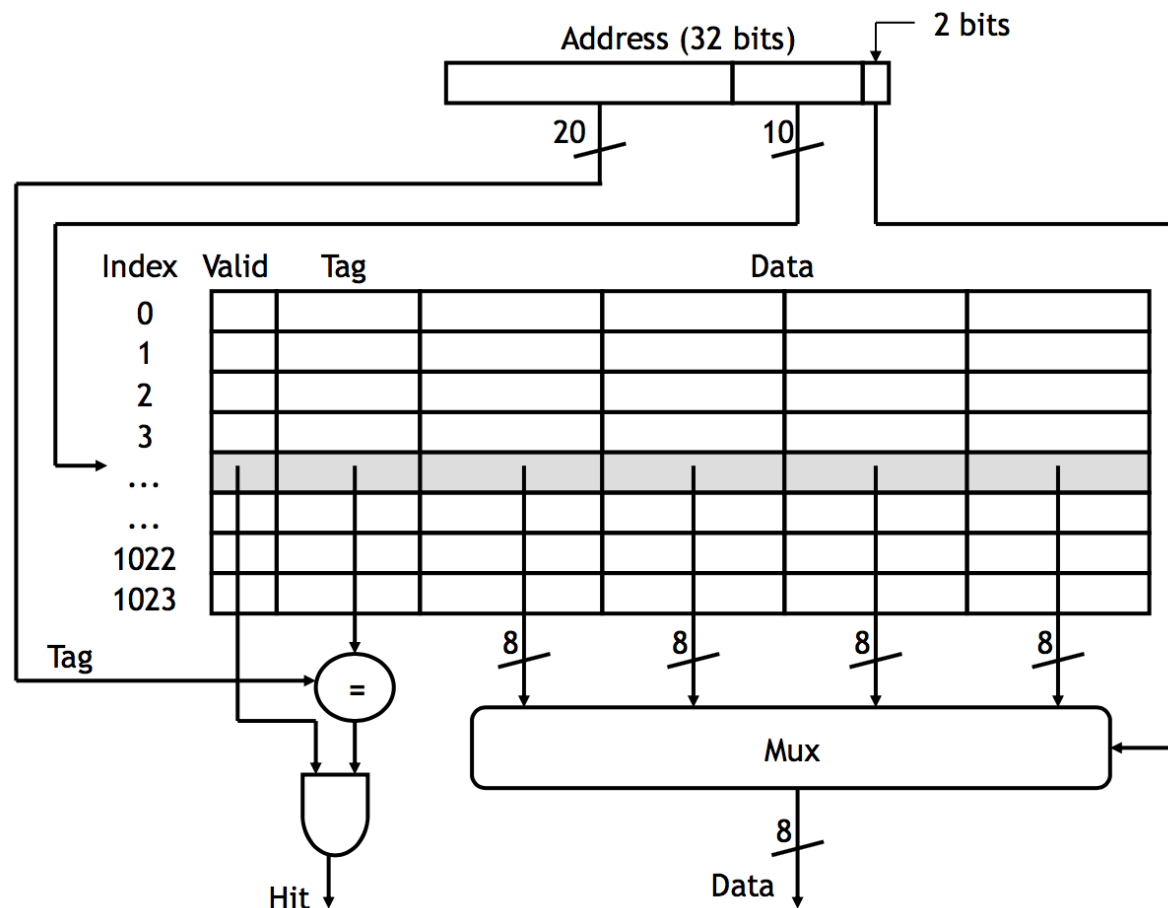 2 bits
Address (32 bits)
20
10
Index Valid Tag Data
0
1
2
3
...
...
1022
1023
8 8 8 8
Tag
=
Mux
8
Data
Hit